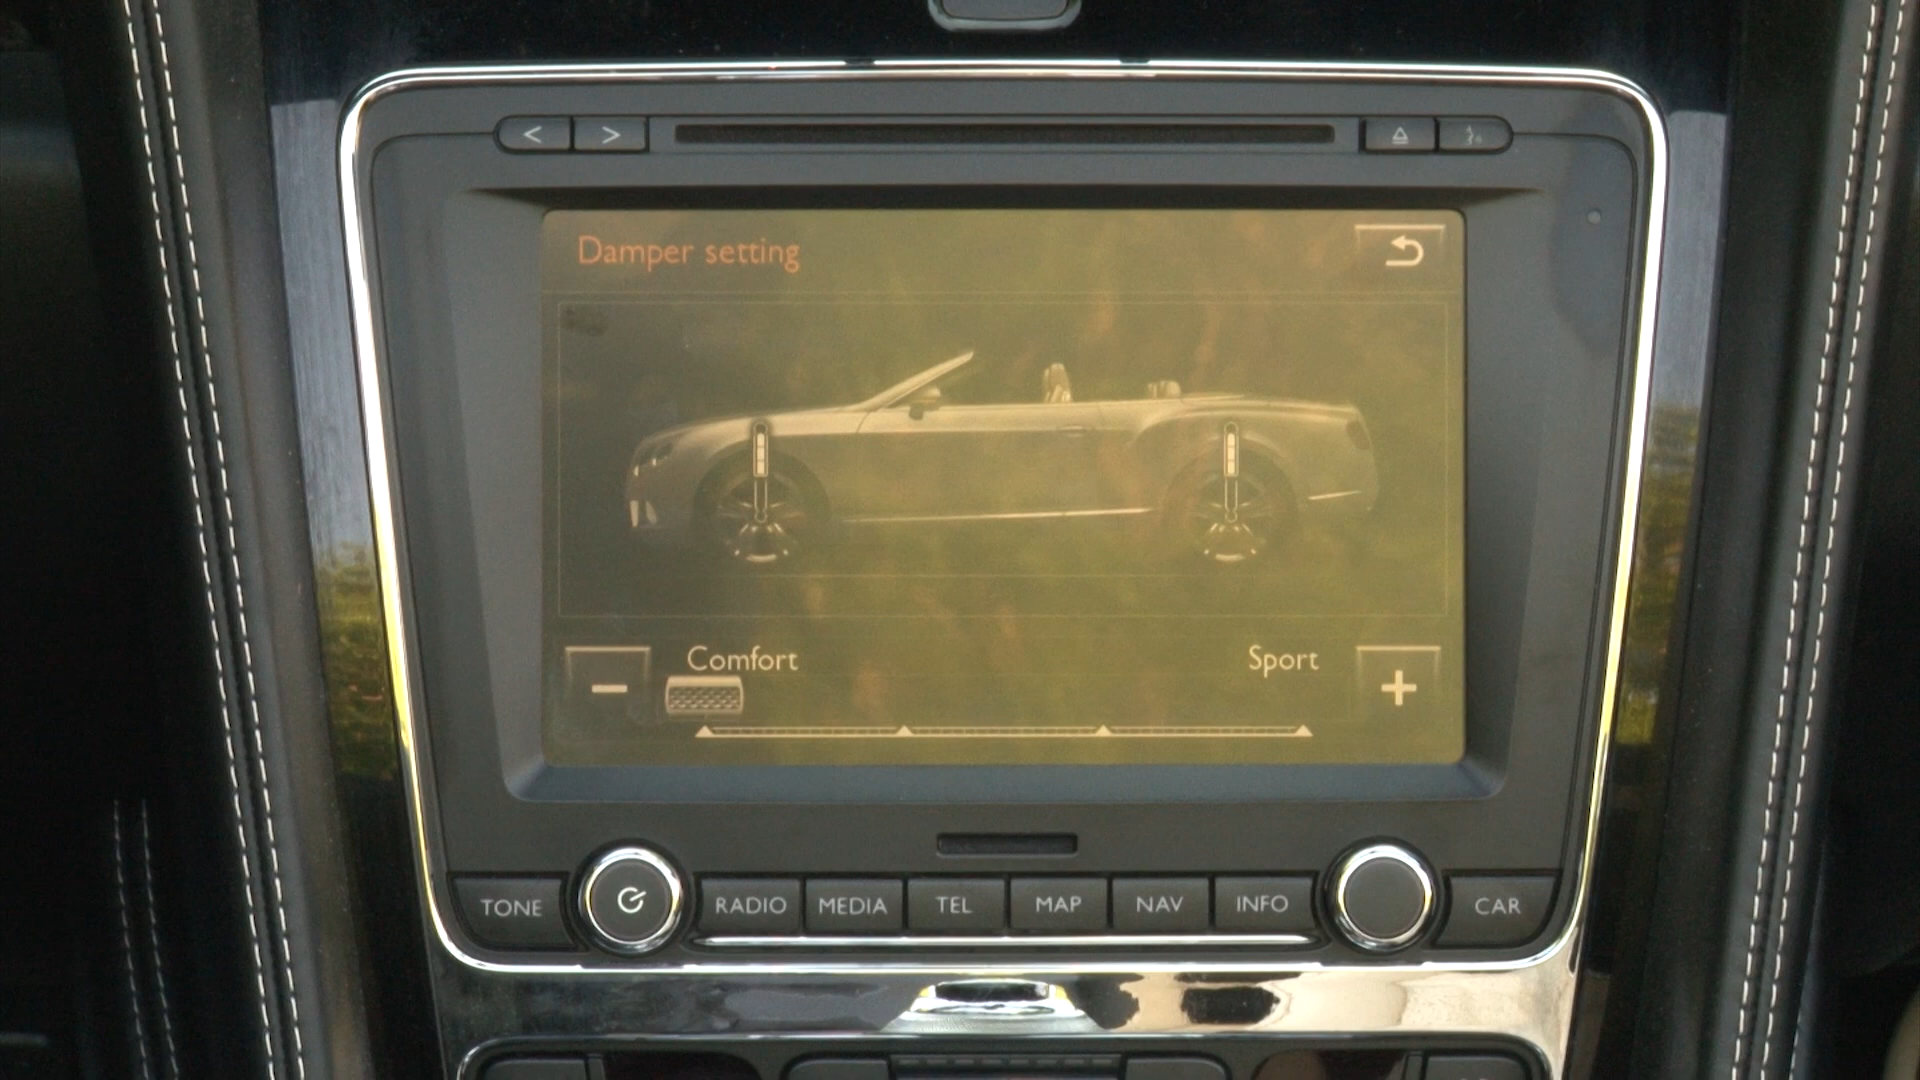 < >
Damper setting
Comfort Sport
− +
TONE RADIO MEDIA TEL MAP NAV INFO CAR